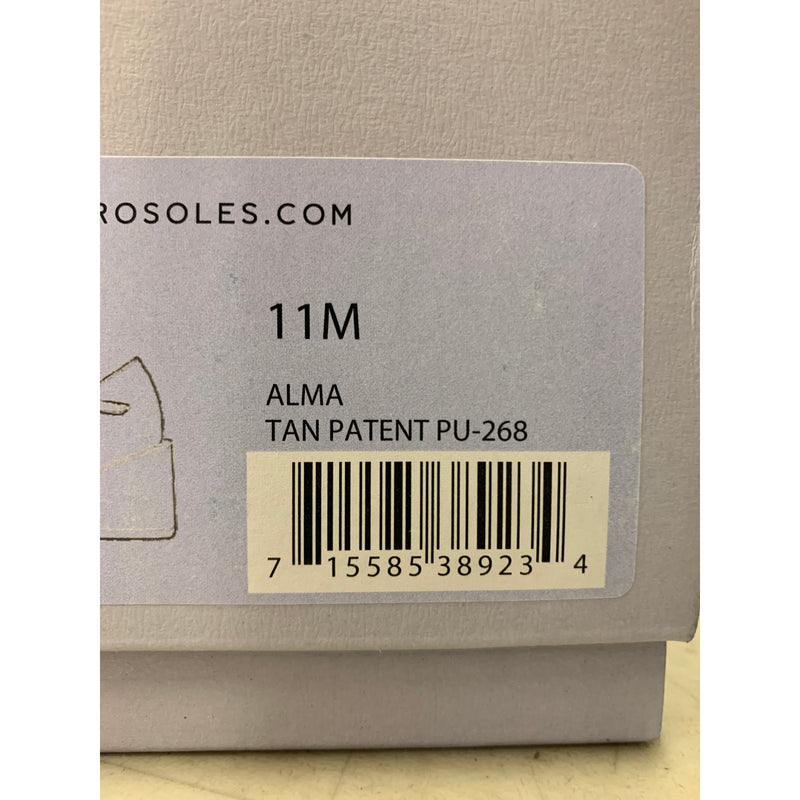 ROSOLES.COM
11M
ALMA
TAN PATENT PU-268
7 15585 38923 4